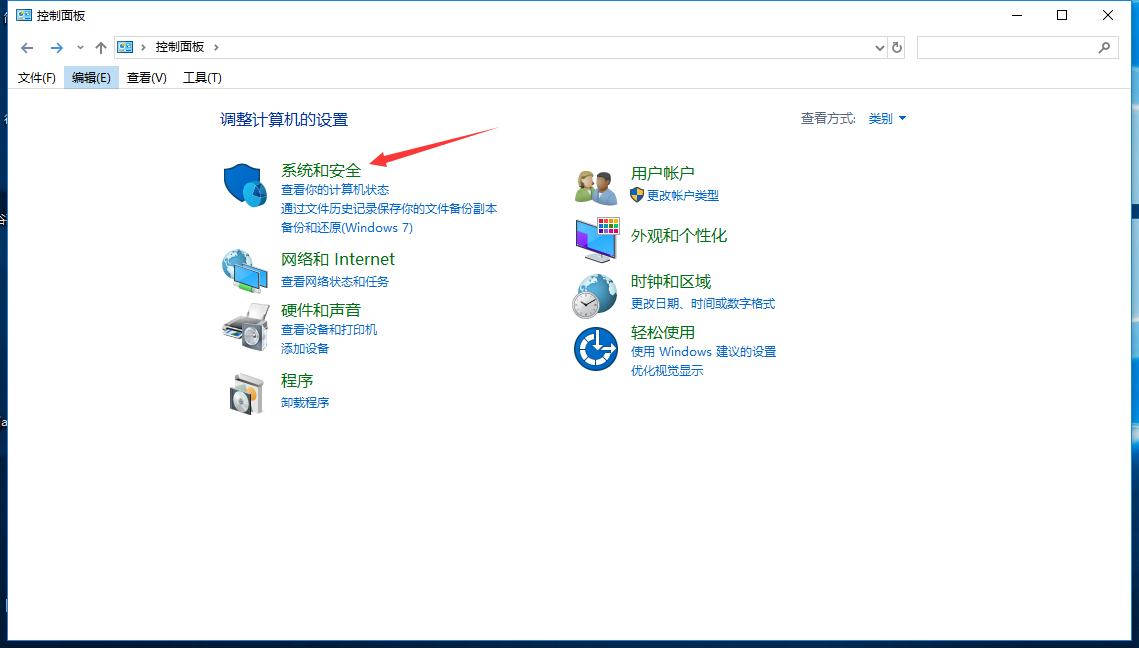 控制面板
控制面板
文件(F) 编辑(E) 查看(V) 工具(T)
调整计算机的设置
查看方式: 类别
系统和安全
查看你的计算机状态
通过文件历史记录保存你的文件备份副本
备份和还原(Windows 7)
网络和 Internet
查看网络状态和任务
硬件和声音
查看设备和打印机
添加设备
程序
卸载程序
用户帐户
更改帐户类型
外观和个性化
时钟和区域
更改日期、时间或数字格式
轻松使用
使用 Windows 建议的设置
优化视觉显示